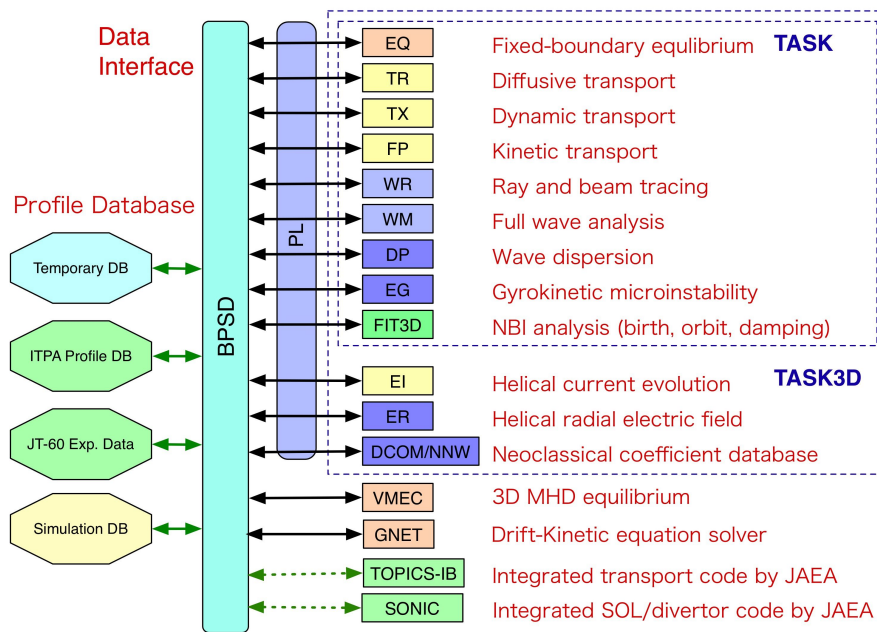 Data
Interface
EQ Fixed-boundary equlibrium TASK
TR Diffusive transport
TX Dynamic transport
FP Kinetic transport
WR Ray and beam tracing
Profile Database
WM Full wave analysis
PL
DP Wave dispersion
Temporary DB
EG Gyrokinetic microinstability
BPSD
FIT3D NBI analysis (birth, orbit, damping)
ITPA Profile DB
EI Helical current evolution TASK3D
ER Helical radial electric field
JT-60 Exp. Data
DCOM/NNW Neoclassical coefficient database
VMEC 3D MHD equilibrium
Simulation DB
GNET Drift-Kinetic equation solver
TOPICS-IB Integrated transport code by JAEA
SONIC Integrated SOL/divertor code by JAEA